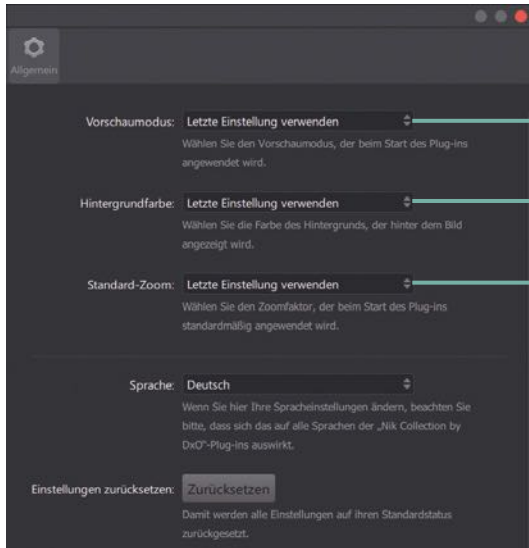 Allgemein
Vorschaumodus: Letzte Einstellung verwenden
Wählen Sie den Vorschaumodus, der beim Start des Plug-ins
angewendet wird.
Hintergrundfarbe: Letzte Einstellung verwenden
Wählen Sie die Farbe des Hintergrunds, der hinter dem Bild
angezeigt wird.
Standard-Zoom: Letzte Einstellung verwenden
Wählen Sie den Zoomfaktor, der beim Start des Plug-ins
standardmäßig angewendet wird.
Sprache: Deutsch
Wenn Sie hier Ihre Spracheinstellungen ändern, beachten Sie
bitte, dass sich das auf alle Sprachen der „Nik Collection by
DxO"-Plug-ins auswirkt.
Einstellungen zurücksetzen: Zurücksetzen
Damit werden alle Einstellungen auf ihren Standardstatus
zurückgesetzt.